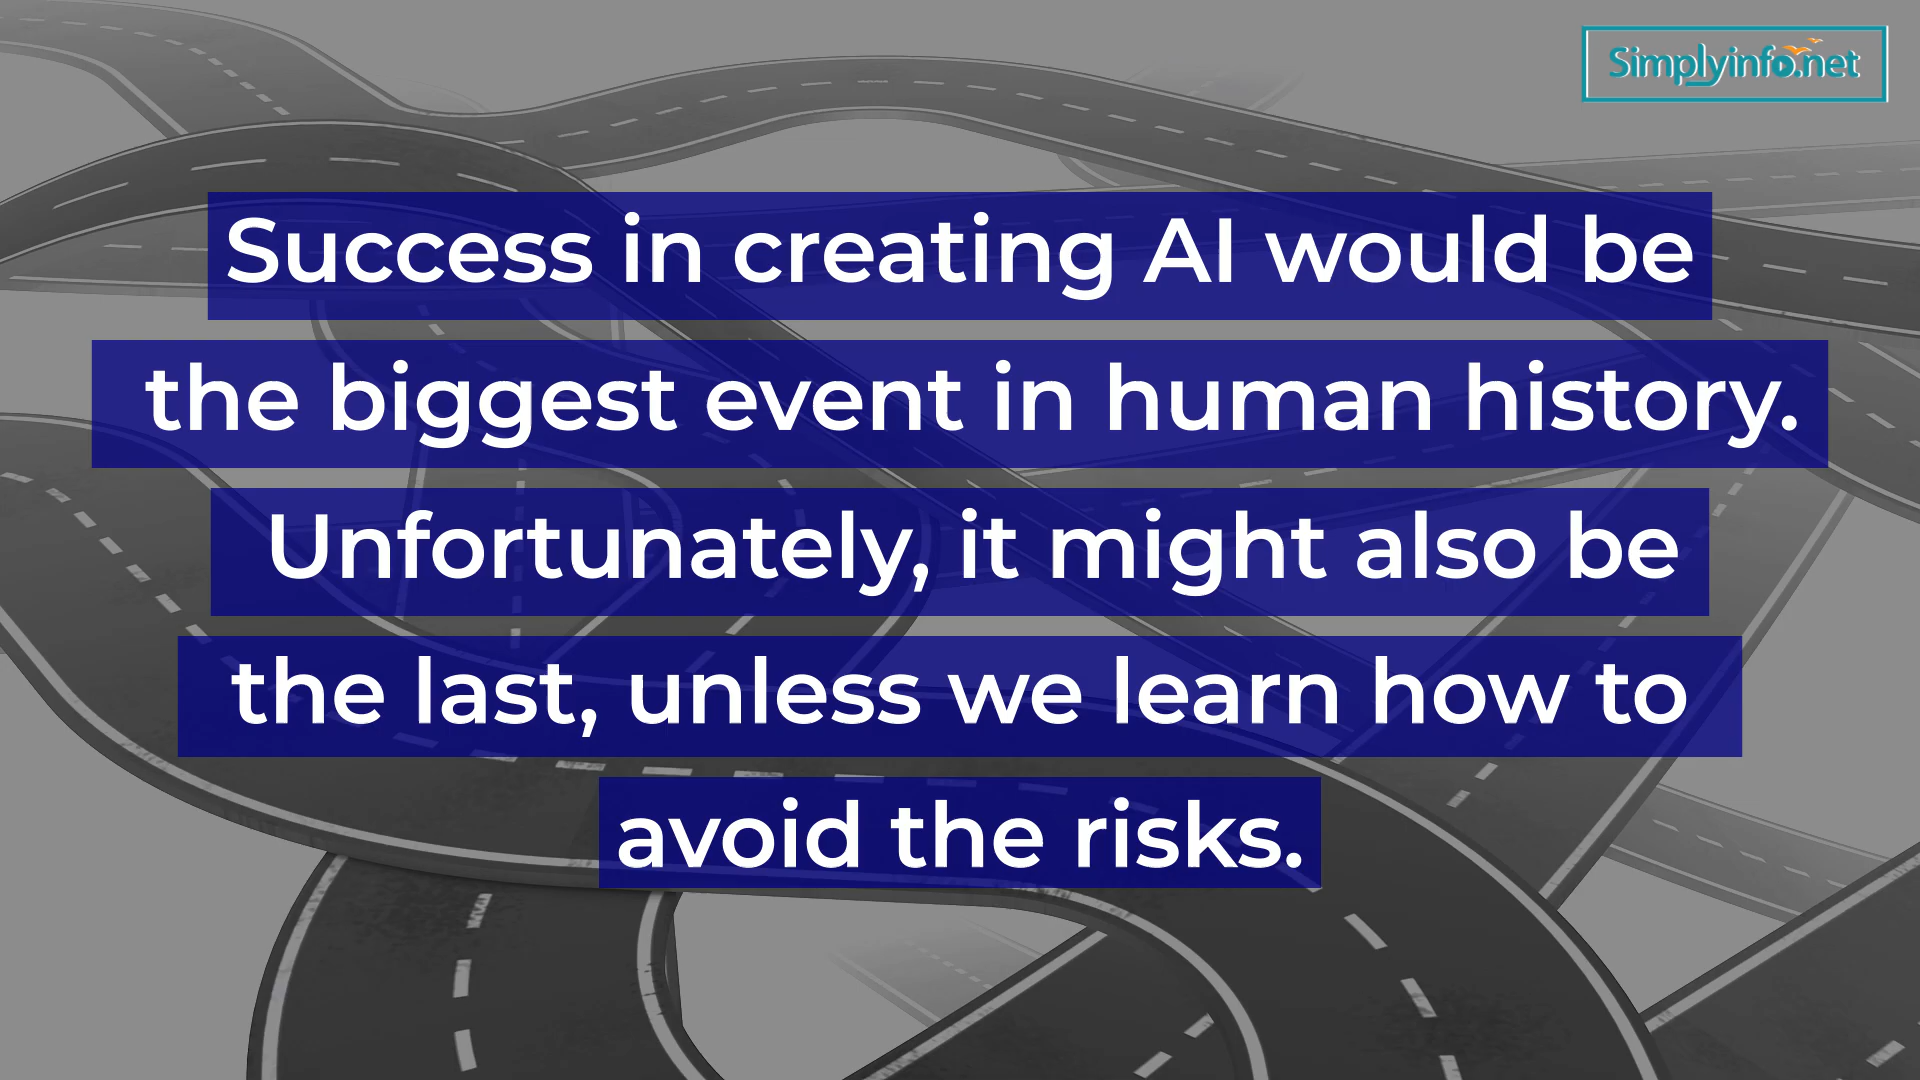 Simplyinfo.net
Success in creating AI would be
the biggest event in human history.
Unfortunately, it might also be
the last, unless we learn how to
avoid the risks.